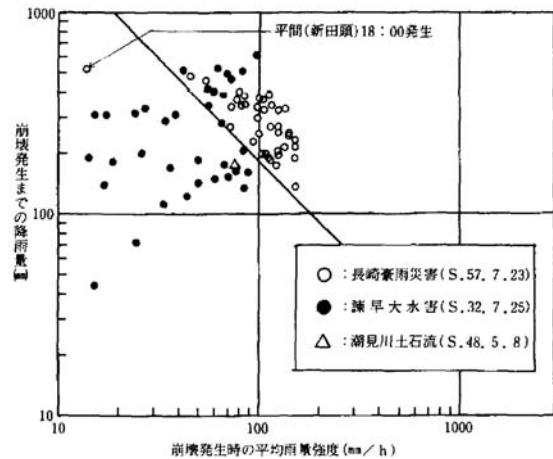 1000
平間(新田頭)18:00発生
崩壊発生までの降雨量(㎜)
100
○:長崎豪雨災害(S.57.7.23)
●:諫早大水害(S.32.7.25)
△:潮見川土石流(S.48.5.8)
10
10 100 1000
崩壊発生時の平均雨量強度(㎜/h)